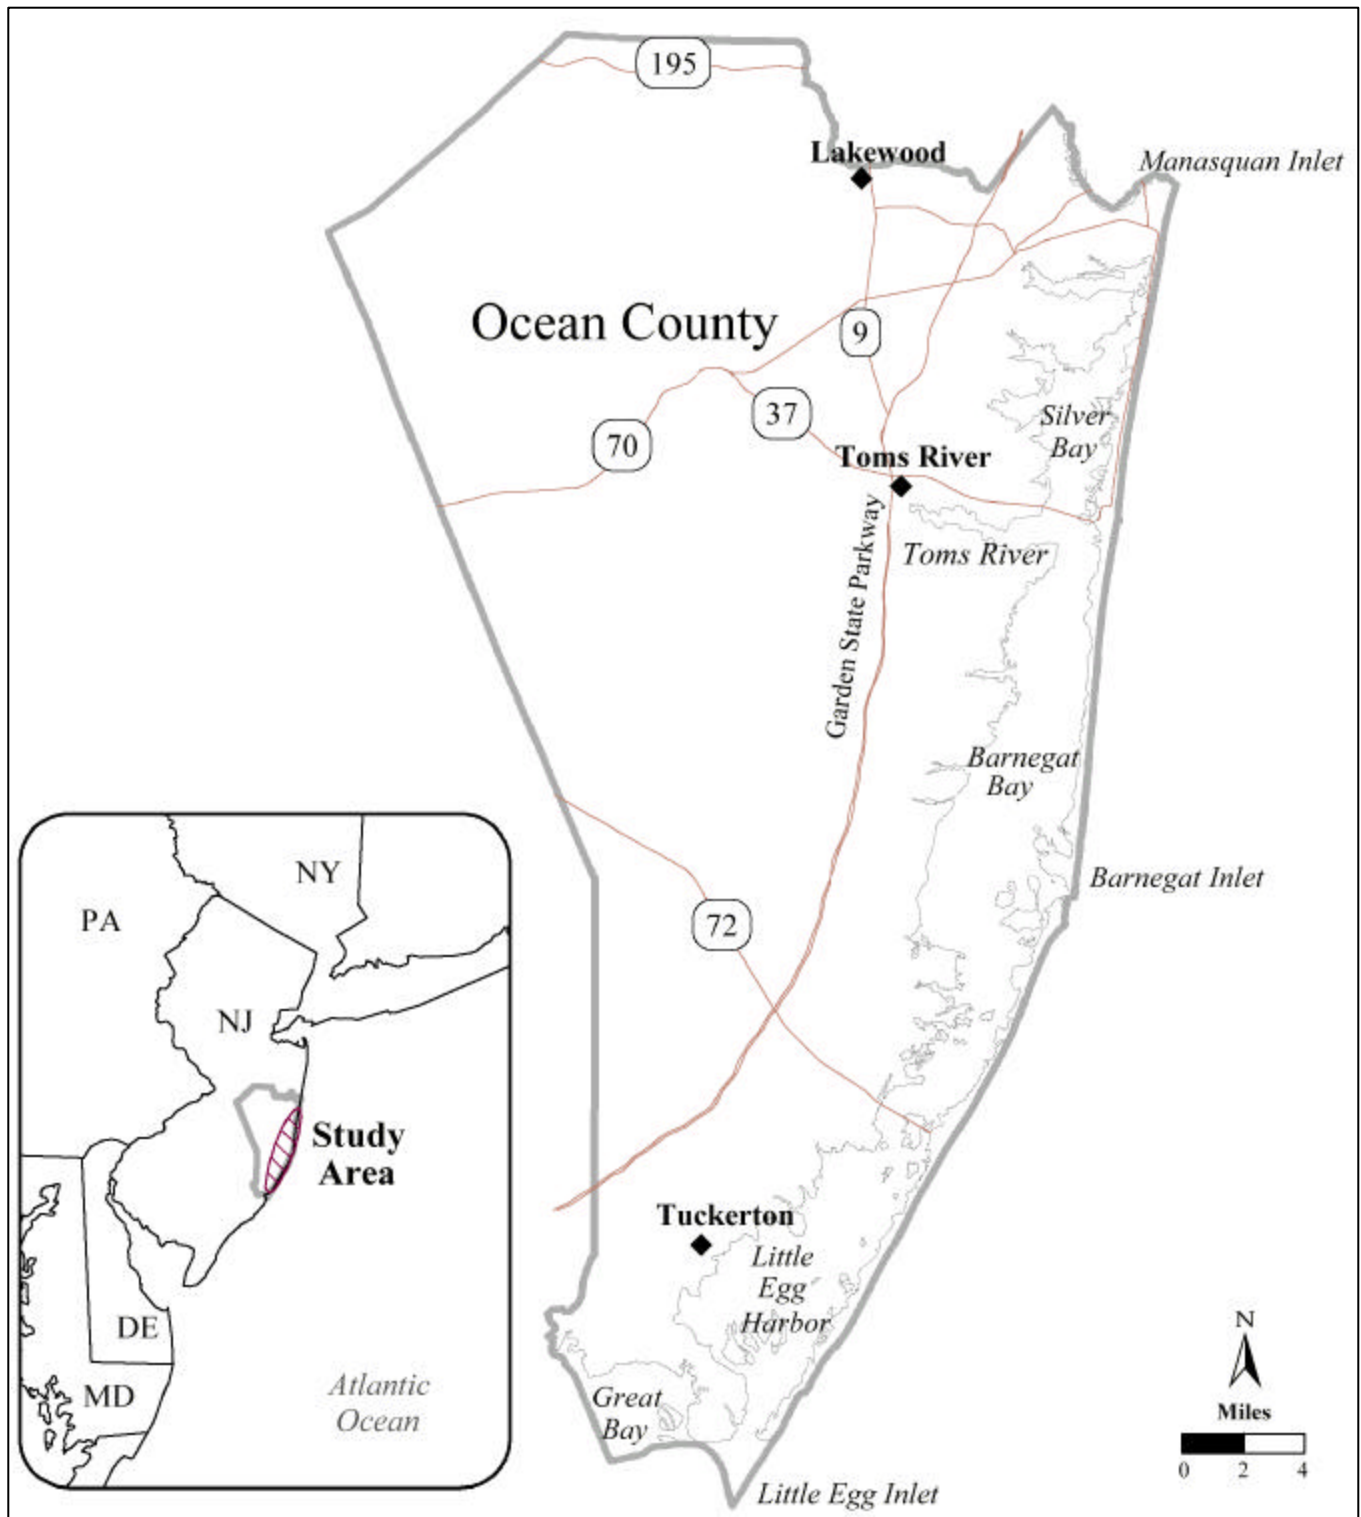 195
Lakewood
Manasquan Inlet
Ocean County
9
37
70
Silver
Bay
Toms River
Garden State Parkway
Toms River
Barnegat
Bay
Barnegat Inlet
72
NY
PA
NJ
Study
Area
DE
MD
Atlantic
Ocean
Tuckerton
Little
Egg
Harbor
Great
Bay
Little Egg Inlet
N
Miles
0 2 4